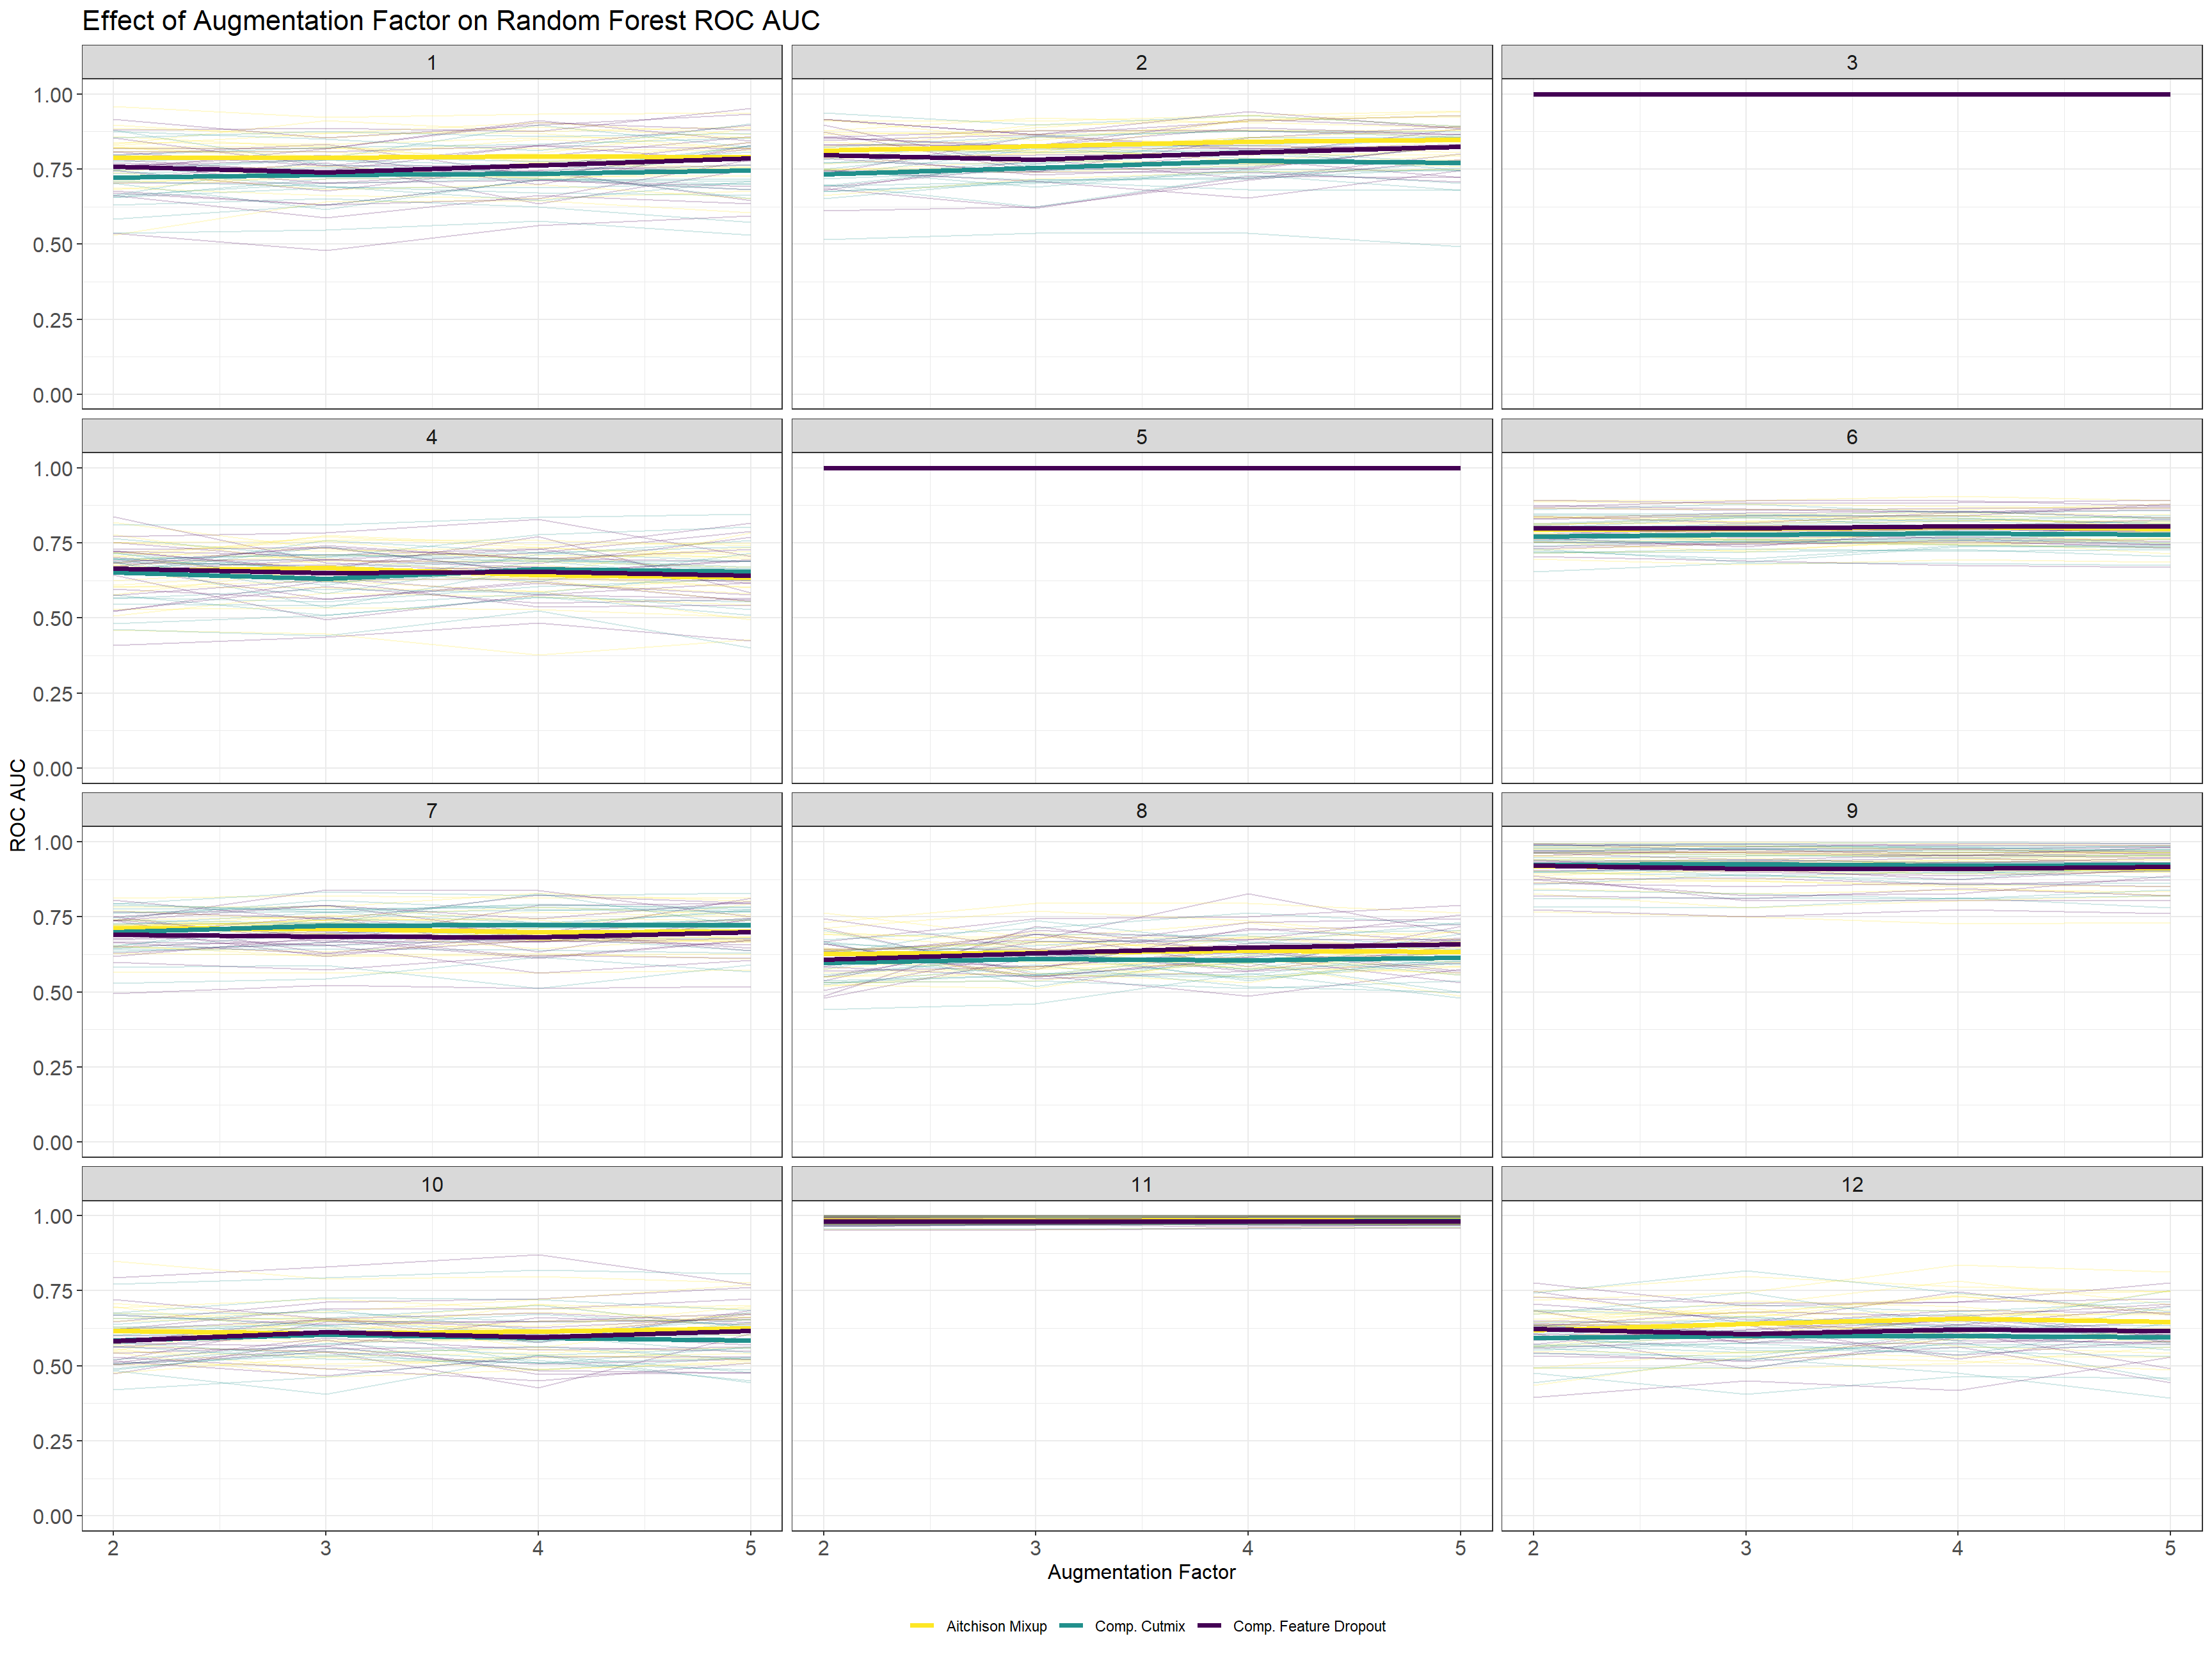 Effect of Augmentation Factor on Random Forest ROC AUC
1 2 3
1.00
0.75
0.50
0.25
0.00
4 5 6
1.00
0.75
0.50
0.25
0.00
ROC AUC
7 8 9
1.00
0.75
0.50
0.25
0.00
10 11 12
1.00
0.75
0.50
0.25
0.00
2 3 4 5 2 3 4 5 2 3 4 5
Augmentation Factor
Aitchison Mixup Comp. Cutmix Comp. Feature Dropout